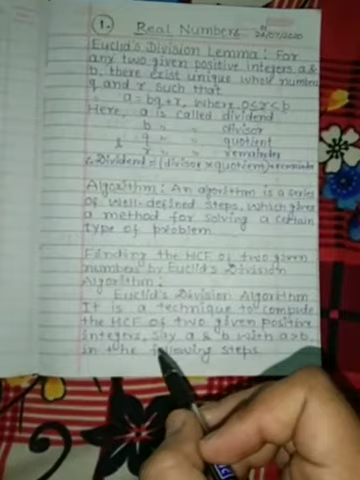 1. Real Numbers 24/07/2020
Euclid's Division Lemma: For
any two given positive integers a &
b, there exist unique whole number
q and r such that
a = bq + r, where 0≤r<b
Here, a is called dividend
b " " divisor
q " " quotient
& r " " remainder
∴ Dividend = (divisor × quotient) + remainder
Algorithm: An algorithm is a series
of well-defined steps, which gives
a method for solving a certain
type of problem.
Finding the HCF of two given
numbers by Euclid's Division
Algorithm:
Euclid's Division Algorithm
It is a technique to compute
the HCF of two given positive
integers, say a & b with a>b,
in the following steps